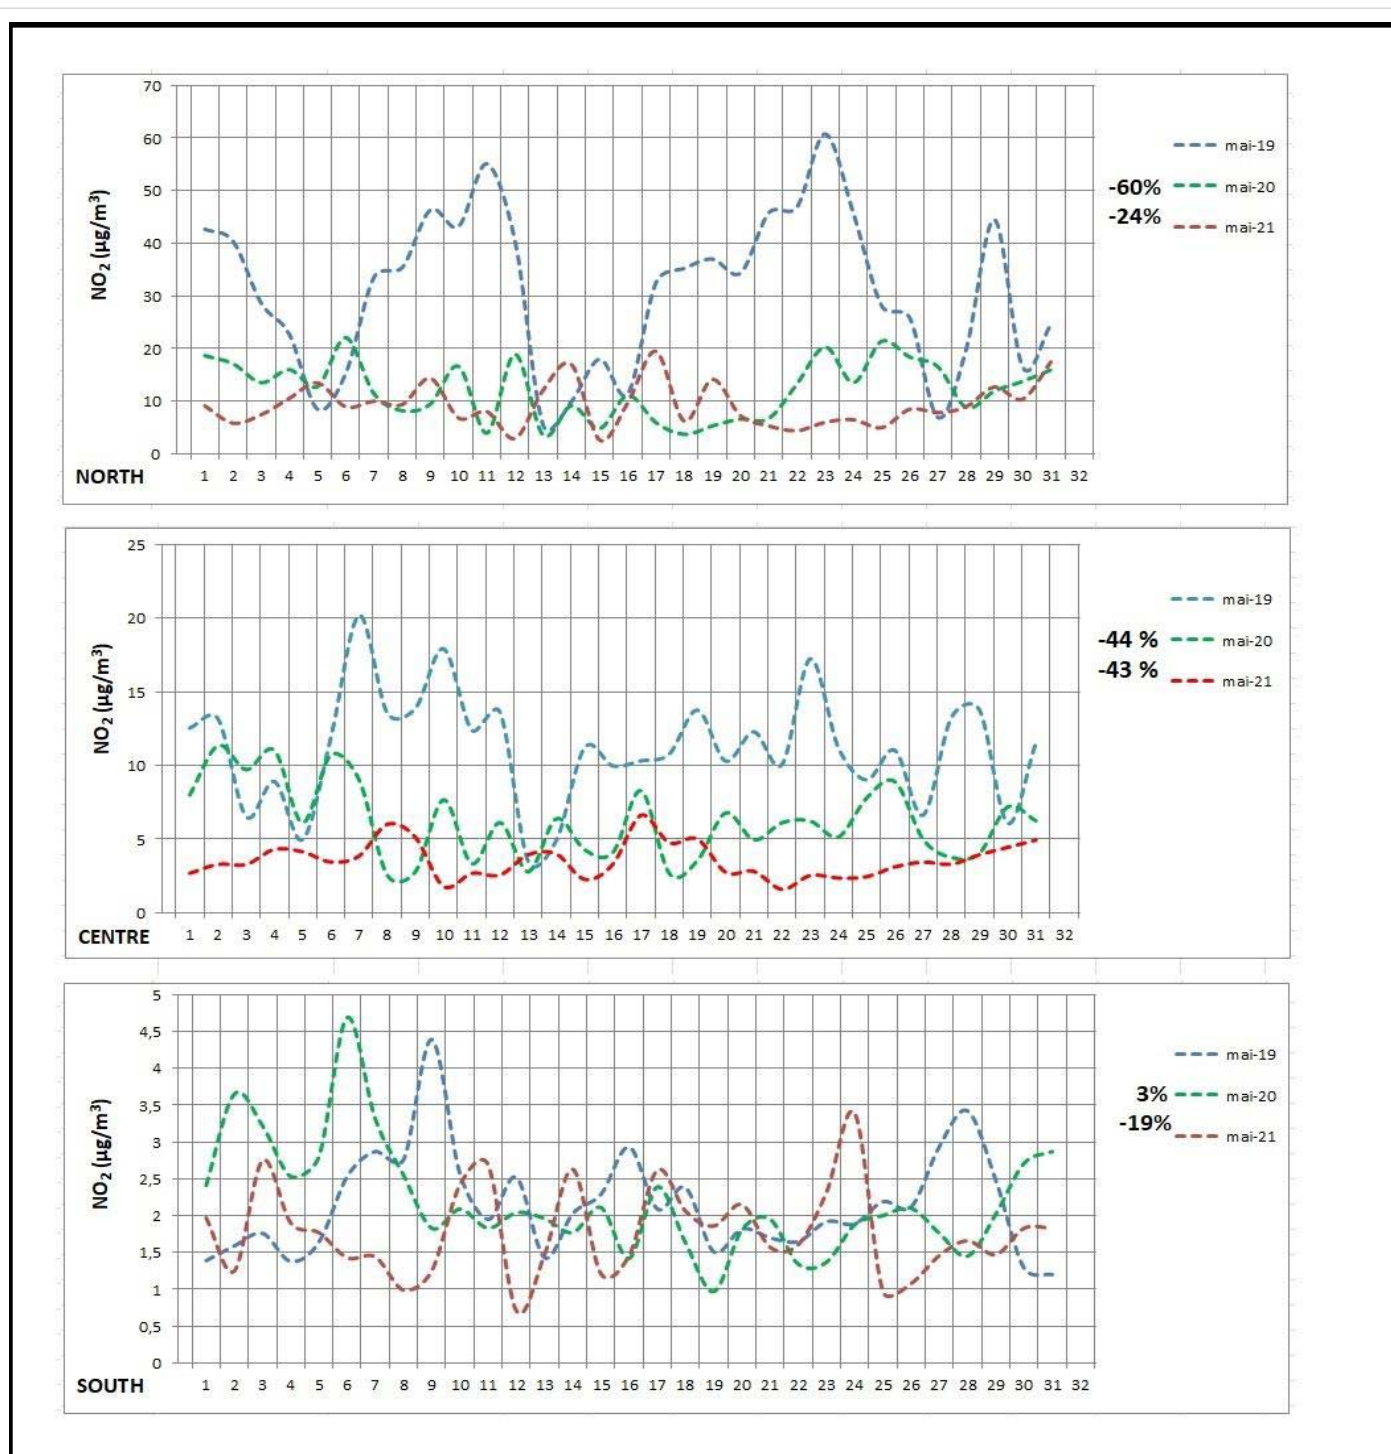 70
60
50
40
30
20
10
0
NO₂ (µg/m³)
NORTH 1 2 3 4 5 6 7 8 9 10 11 12 13 14 15 16 17 18 19 20 21 22 23 24 25 26 27 28 29 30 31 32
mai-19
-60% mai-20
-24% mai-21
25
20
15
10
5
0
NO₂ (µg/m³)
CENTRE 1 2 3 4 5 6 7 8 9 10 11 12 13 14 15 16 17 18 19 20 21 22 23 24 25 26 27 28 29 30 31 32
mai-19
-44 % mai-20
-43 % mai-21
5
4,5
4
3,5
3
2,5
2
1,5
1
0,5
0
NO₂ (µg/m³)
SOUTH 1 2 3 4 5 6 7 8 9 10 11 12 13 14 15 16 17 18 19 20 21 22 23 24 25 26 27 28 29 30 31 32
mai-19
3% mai-20
-19% mai-21